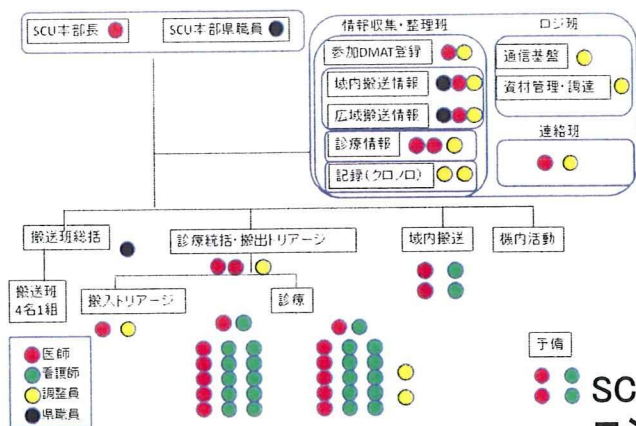 SCU本部長
SCU本部県職員
情報収集・整理班
参加DMAT登録
域内搬送情報
広域搬送情報
診療情報
記録(クロノロ)
ロジ班
通信基盤
資材管理・調達
連絡班
搬送班総括
診療統括・搬出トリアージ
域内搬送
機内活動
搬送班
4名1組
搬入トリアージ
診療
医師
看護師
調整員
県職員
予備
SC